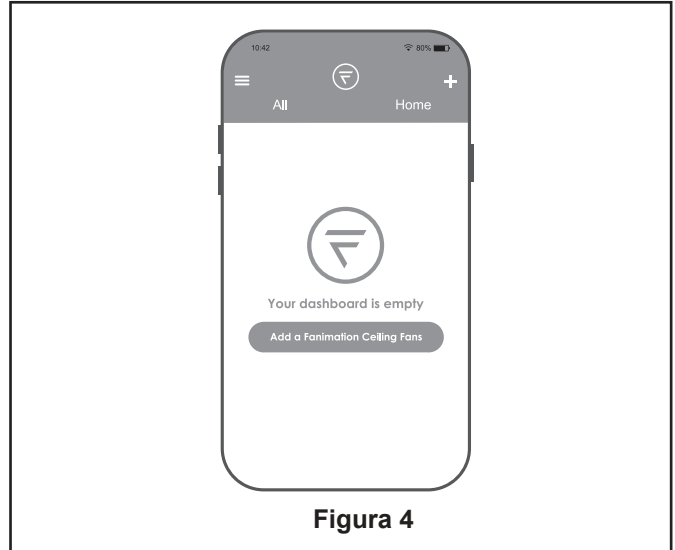 10:42 80%
All Home
Your dashboard is empty
Add a Fanimation Ceiling Fans
Figura 4